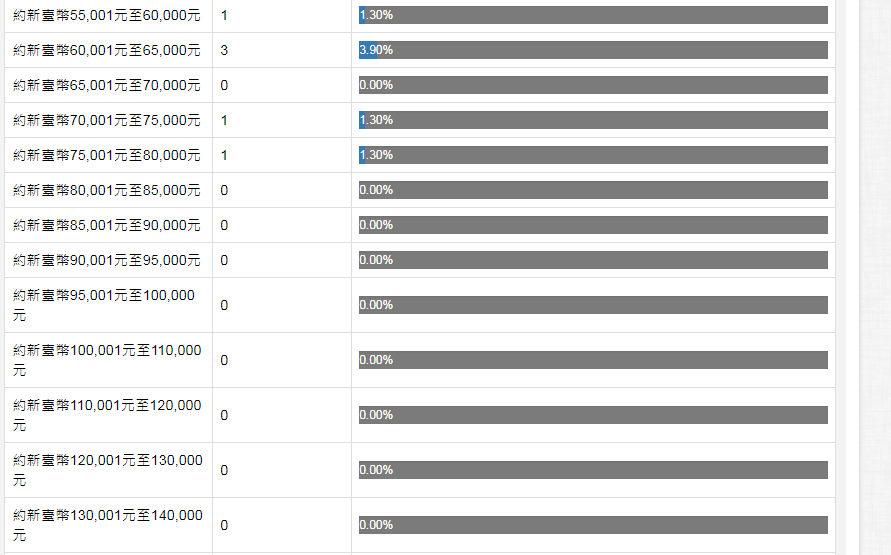 約新臺幣55,001元至60,000元 1 1.30%
約新臺幣60,001元至65,000元 3 3.90%
約新臺幣65,001元至70,000元 0 0.00%
約新臺幣70,001元至75,000元 1 1.30%
約新臺幣75,001元至80,000元 1 1.30%
約新臺幣80,001元至85,000元 0 0.00%
約新臺幣85,001元至90,000元 0 0.00%
約新臺幣90,001元至95,000元 0 0.00%
約新臺幣95,001元至100,000
元
0 0.00%
約新臺幣100,001元至110,000
元
0 0.00%
約新臺幣110,001元至120,000
元
0 0.00%
約新臺幣120,001元至130,000
元
0 0.00%
約新臺幣130,001元至140,000
元
0 0.00%